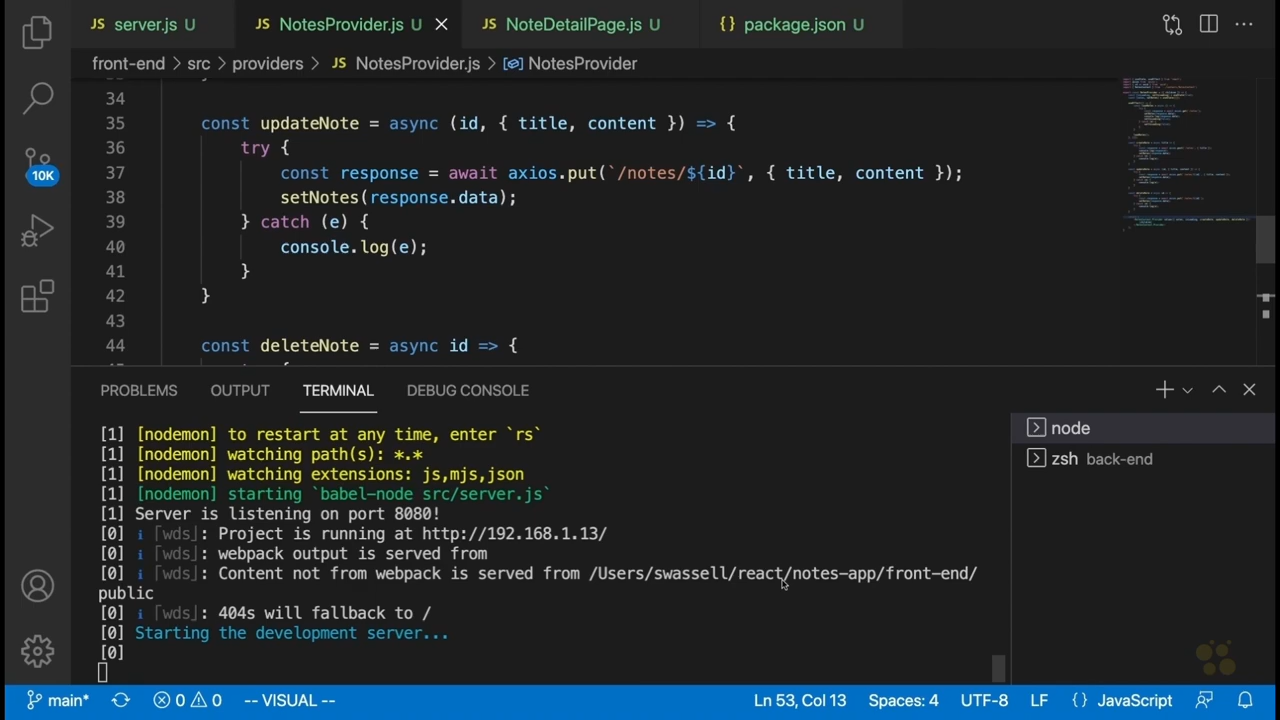 JS server.js U
JS NotesProvider.js U
JS NoteDetailPage.js U
{} package.json U
front-end > src > providers > JS NotesProvider.js > NotesProvider
34
35 const updateNote = async (id, { title, content }) => {
36 try {
37 const response = await axios.put(`/notes/${id}`, { title, content });
38 setNotes(response.data);
39 } catch (e) {
40 console.log(e);
41 }
42 }
43
44 const deleteNote = async id => {
10K
PROBLEMS OUTPUT TERMINAL DEBUG CONSOLE
[1] [nodemon] to restart at any time, enter `rs`
[1] [nodemon] watching path(s): *.*
[1] [nodemon] watching extensions: js,mjs,json
[1] [nodemon] starting `babel-node src/server.js`
[1] Server is listening on port 8080!
[0] ℹ 「wds」: Project is running at http://192.168.1.13/
[0] ℹ 「wds」: webpack output is served from
[0] ℹ 「wds」: Content not from webpack is served from /Users/swassell/react/notes-app/front-end/
public
[0] ℹ 「wds」: 404s will fallback to /
[0] Starting the development server...
[0]
node
zsh back-end
main* 0 0 -- VISUAL -- Ln 53, Col 13 Spaces: 4 UTF-8 LF {} JavaScript